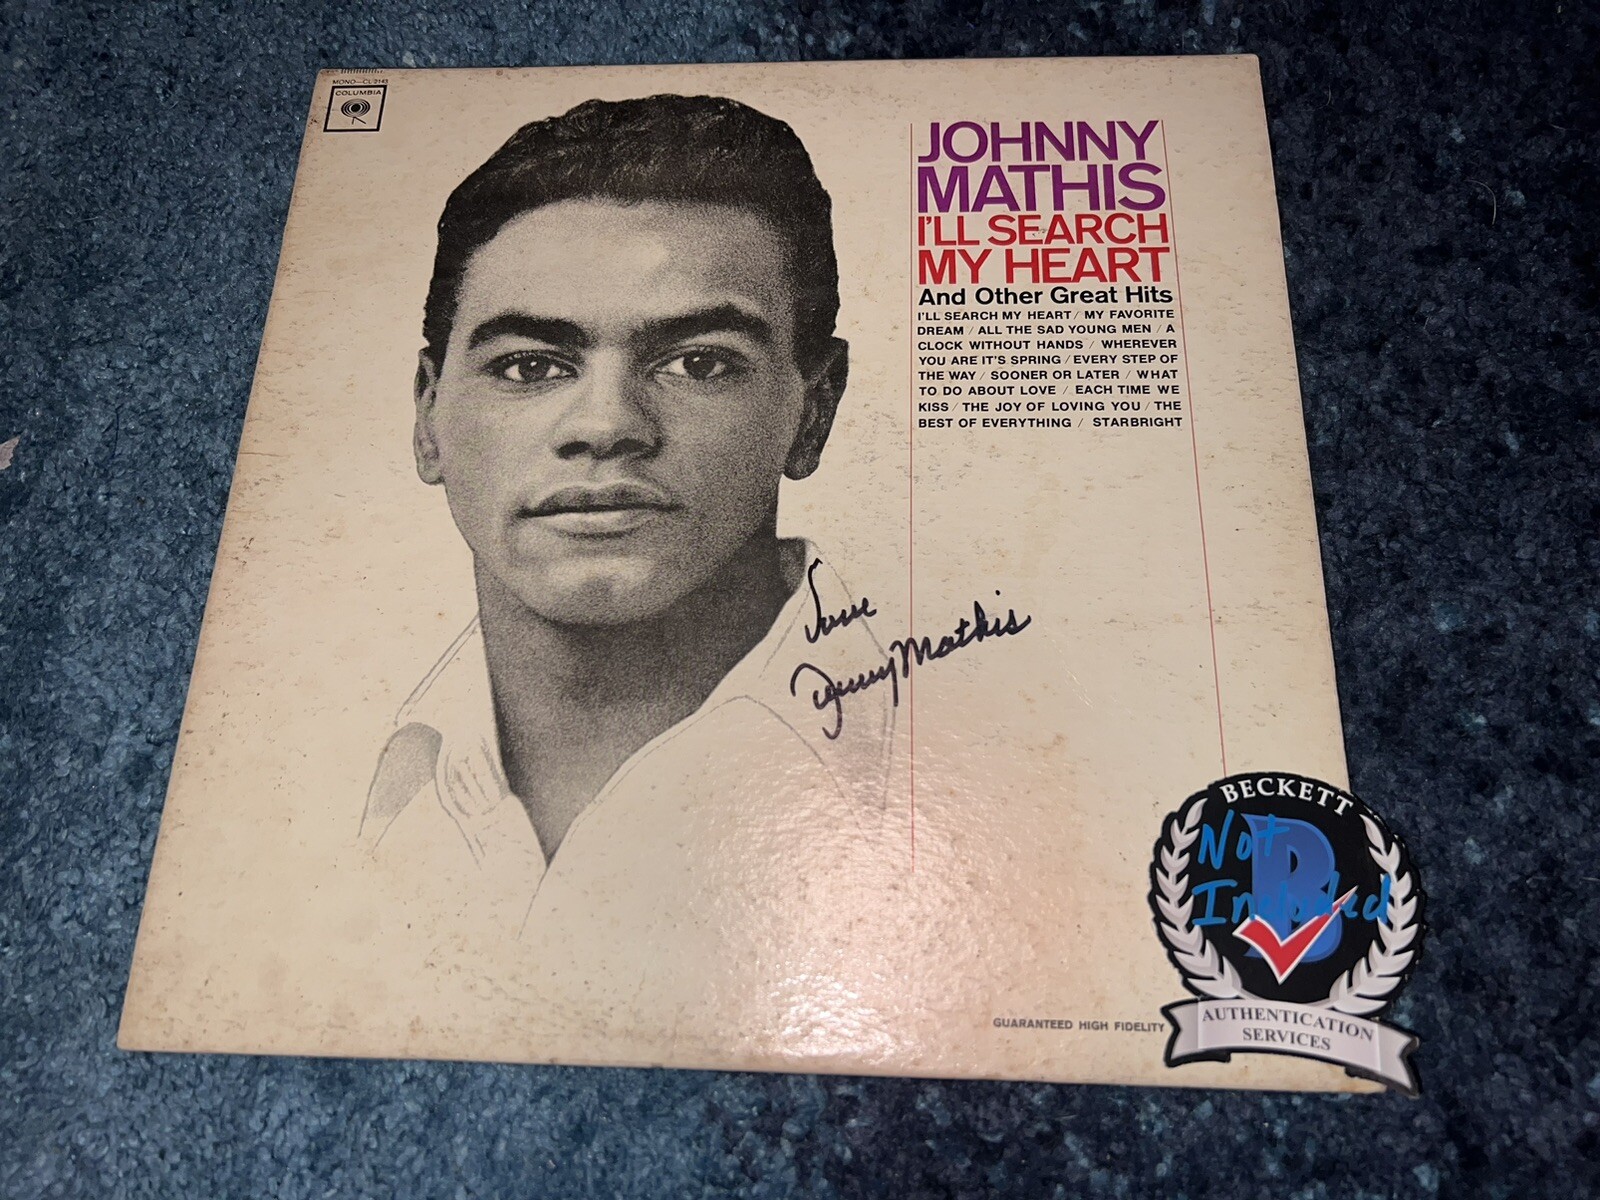 MONO—CL 2143
COLUMBIA
JOHNNY
MATHIS
I'LL SEARCH
MY HEART
And Other Great Hits
I'LL SEARCH MY HEART / MY FAVORITE
DREAM / ALL THE SAD YOUNG MEN / A
CLOCK WITHOUT HANDS / WHEREVER
YOU ARE IT'S SPRING / EVERY STEP OF
THE WAY / SOONER OR LATER / WHAT
TO DO ABOUT LOVE / EACH TIME WE
KISS / THE JOY OF LOVING YOU / THE
BEST OF EVERYTHING / STARBRIGHT
Love
Johnny Mathis
GUARANTEED HIGH FIDELITY
BECKETT
B
Not
Included
AUTHENTICATION
SERVICES